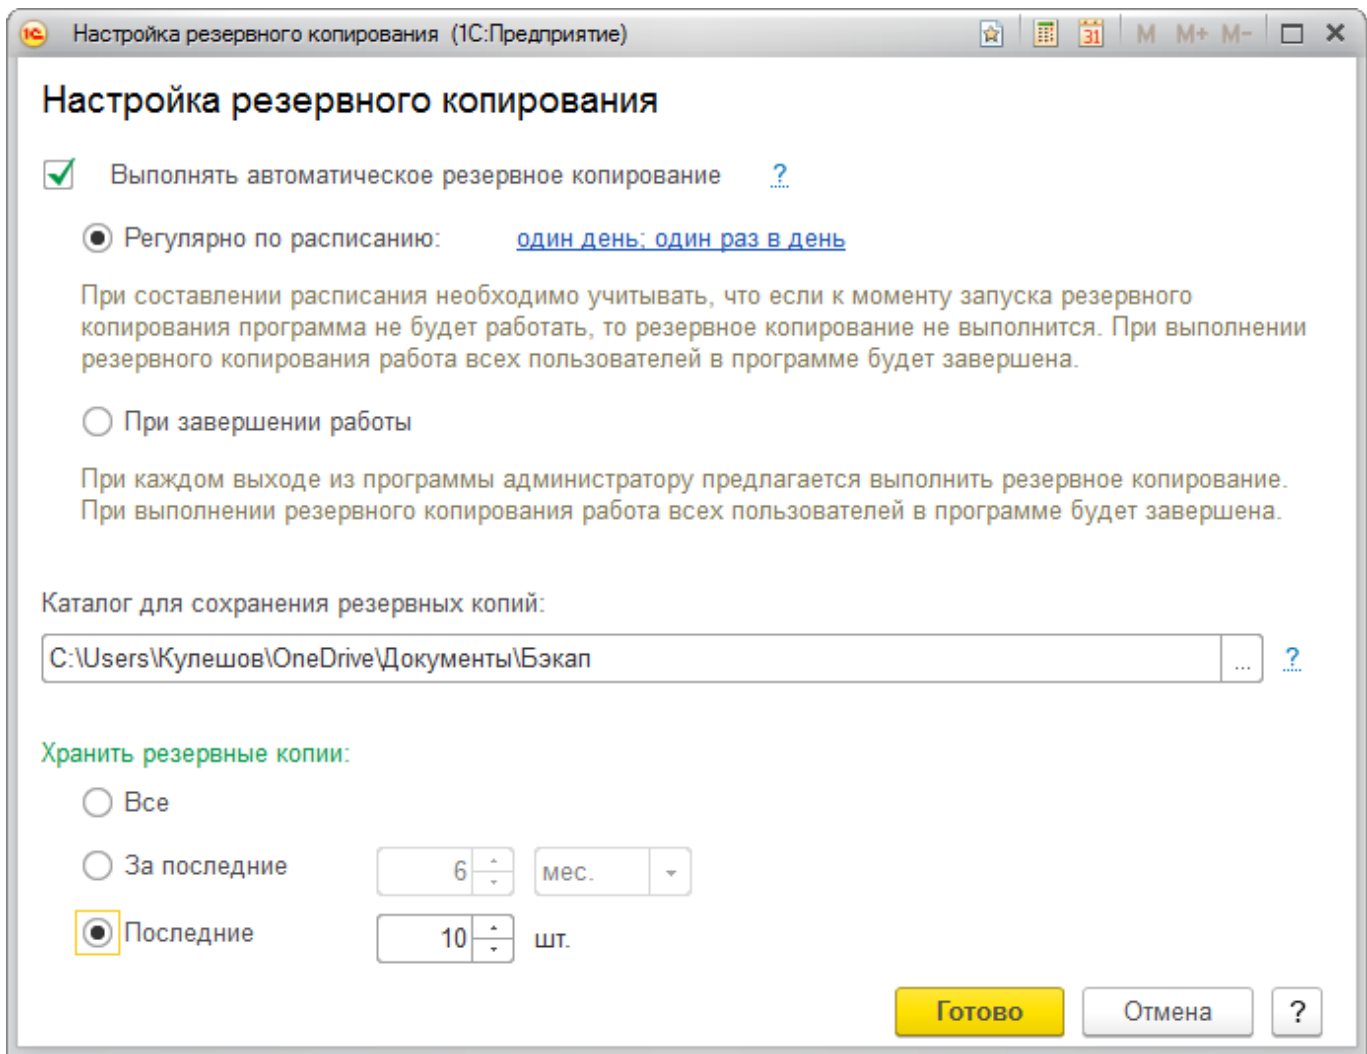 1С Настройка резервного копирования (1С:Предприятие) 31 M M+ M-
Настройка резервного копирования
Выполнять автоматическое резервное копирование ?
Регулярно по расписанию: один день; один раз в день
При составлении расписания необходимо учитывать, что если к моменту запуска резервного
копирования программа не будет работать, то резервное копирование не выполнится. При выполнении
резервного копирования работа всех пользователей в программе будет завершена.
При завершении работы
При каждом выходе из программы администратору предлагается выполнить резервное копирование.
При выполнении резервного копирования работа всех пользователей в программе будет завершена.
Каталог для сохранения резервных копий:
C:\Users\Кулешов\OneDrive\Документы\Бэкап ... ?
Хранить резервные копии:
Все
За последние 6 мес.
Последние 10 шт.
Готово Отмена ?